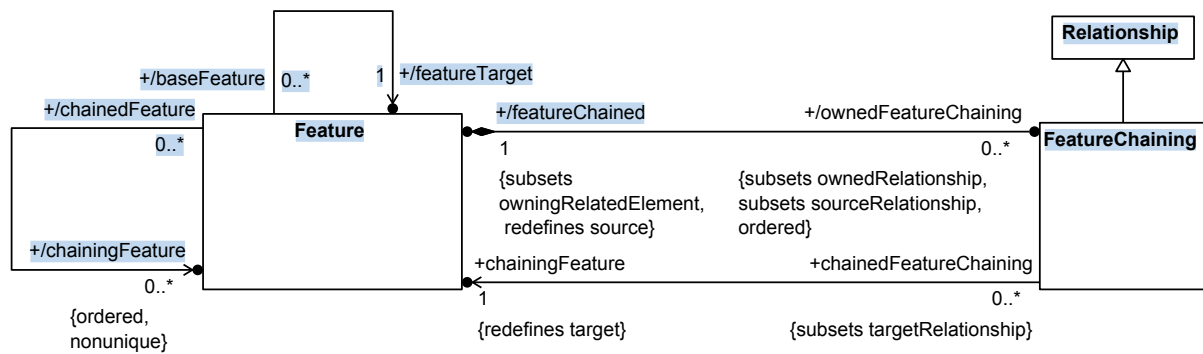 Relationship
+/baseFeature
0..*
1
+/featureTarget
+/chainedFeature
0..*
Feature
+/featureChained
1
{subsets
owningRelatedElement,
redefines source}
+/ownedFeatureChaining
0..*
{subsets ownedRelationship,
subsets sourceRelationship,
ordered}
FeatureChaining
+/chainingFeature
0..*
{ordered,
nonunique}
+chainingFeature
1
{redefines target}
+chainedFeatureChaining
0..*
{subsets targetRelationship}